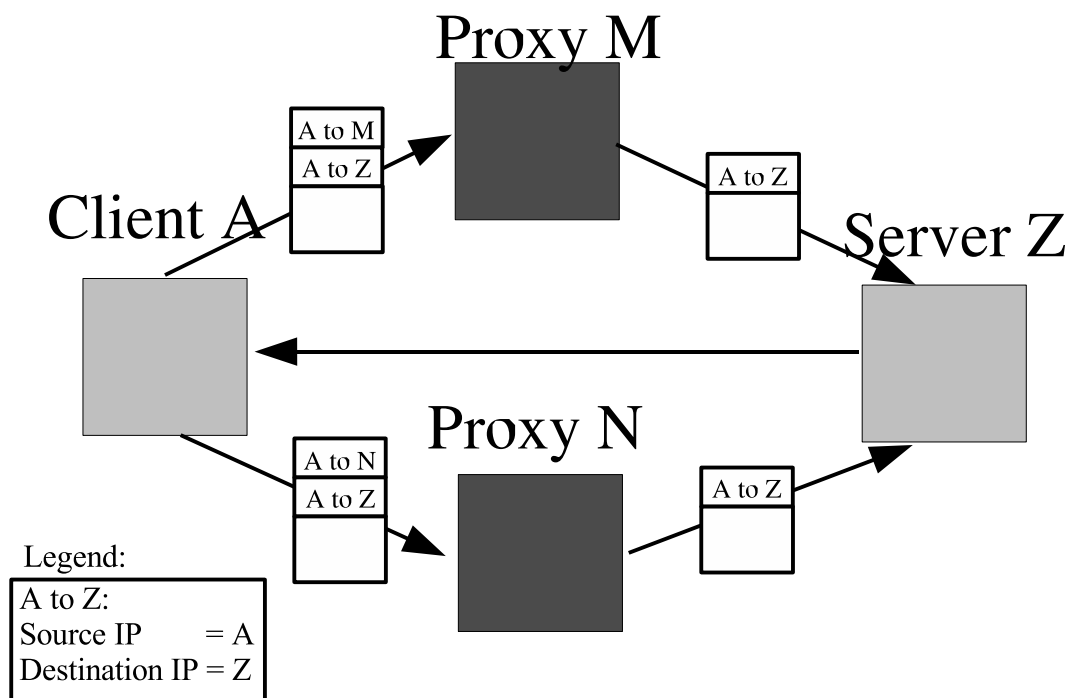 Proxy M
A to M
A to Z
A to Z
Client A
Server Z
Proxy N
A to N
A to Z
A to Z
Legend:
A to Z:
Source IP = A
Destination IP = Z